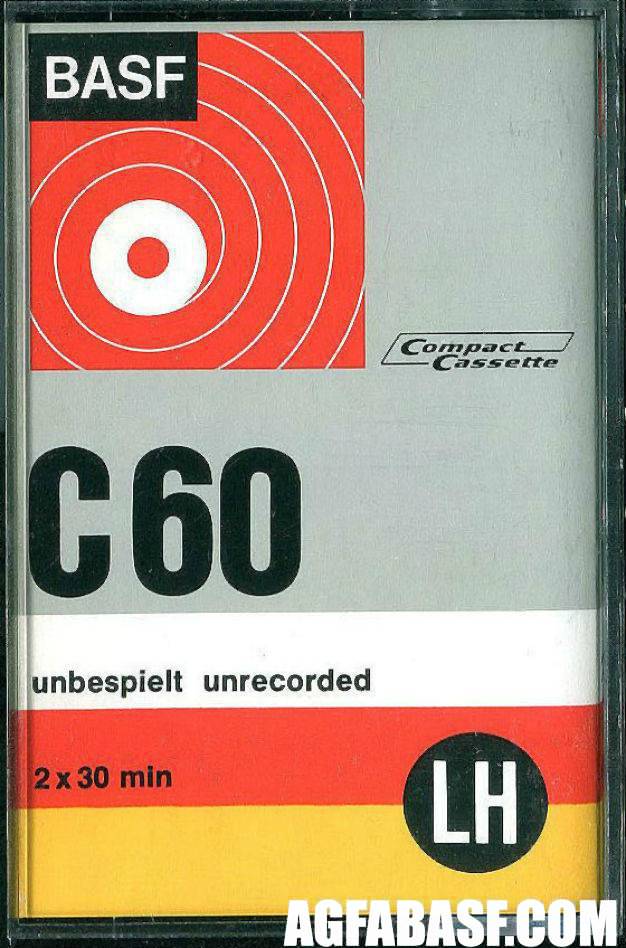 BASF
Compact
Cassette
C60
unbespielt unrecorded
2 x 30 min
LH
AGFABASF.COM